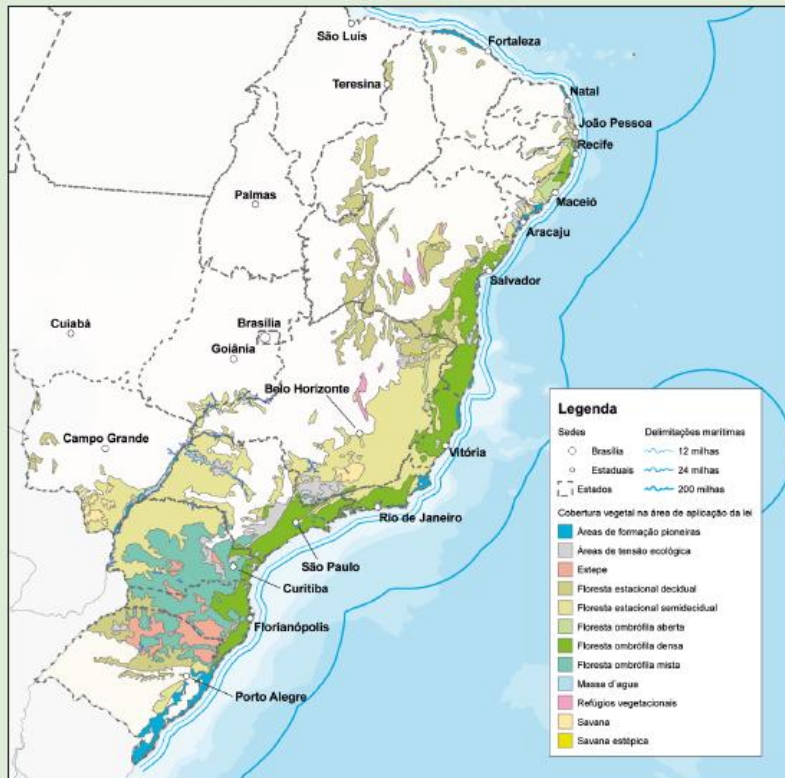 São Luís
Fortaleza
Teresina
Natal
João Pessoa
Recife
Palmas
Maceió
Aracaju
Salvador
Cuiabá
Brasília
Goiânia
Belo Horizonte
Campo Grande
Vitória
Rio de Janeiro
São Paulo
Curitiba
Florianópolis
Porto Alegre
Legenda
Sedes
Brasília
Estaduais
Estados
Delimitações marítimas
12 milhas
24 milhas
200 milhas
Cobertura vegetal na área de aplicação da lei
Áreas de formação pioneiras
Áreas de tensão ecológica
Estepe
Floresta estacional decidual
Floresta estacional semidecidual
Floresta ombrófila aberta
Floresta ombrófila densa
Floresta ombrófila mista
Massa d'agua
Refúgios vegetacionais
Savana
Savana estépica